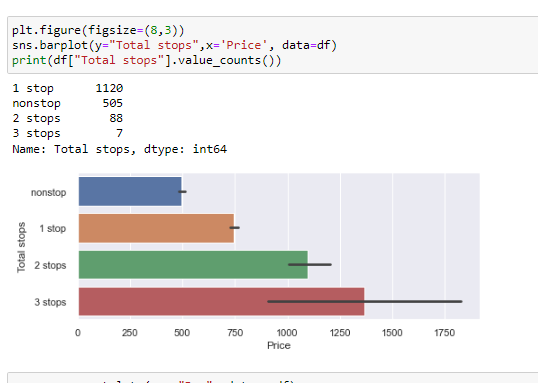 plt.figure(figsize=(8,3))
sns.barplot(y="Total stops",x='Price', data=df)
print(df["Total stops"].value_counts())
1 stop 1120
nonstop 505
2 stops 88
3 stops 7
Name: Total stops, dtype: int64
nonstop
1 stop
2 stops
3 stops
Total stops
0 250 500 750 1000 1250 1500 1750
Price